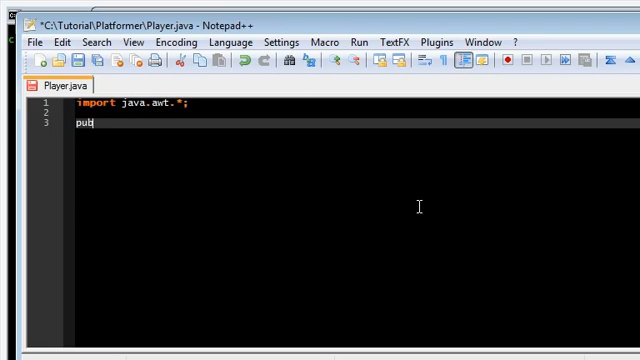 *C:\Tutorial\Platformer\Player.java - Notepad++
File Edit Search View Encoding Language Settings Macro Run TextFX Plugins Window ?
Player.java
1 import java.awt.*;
2
3 pub